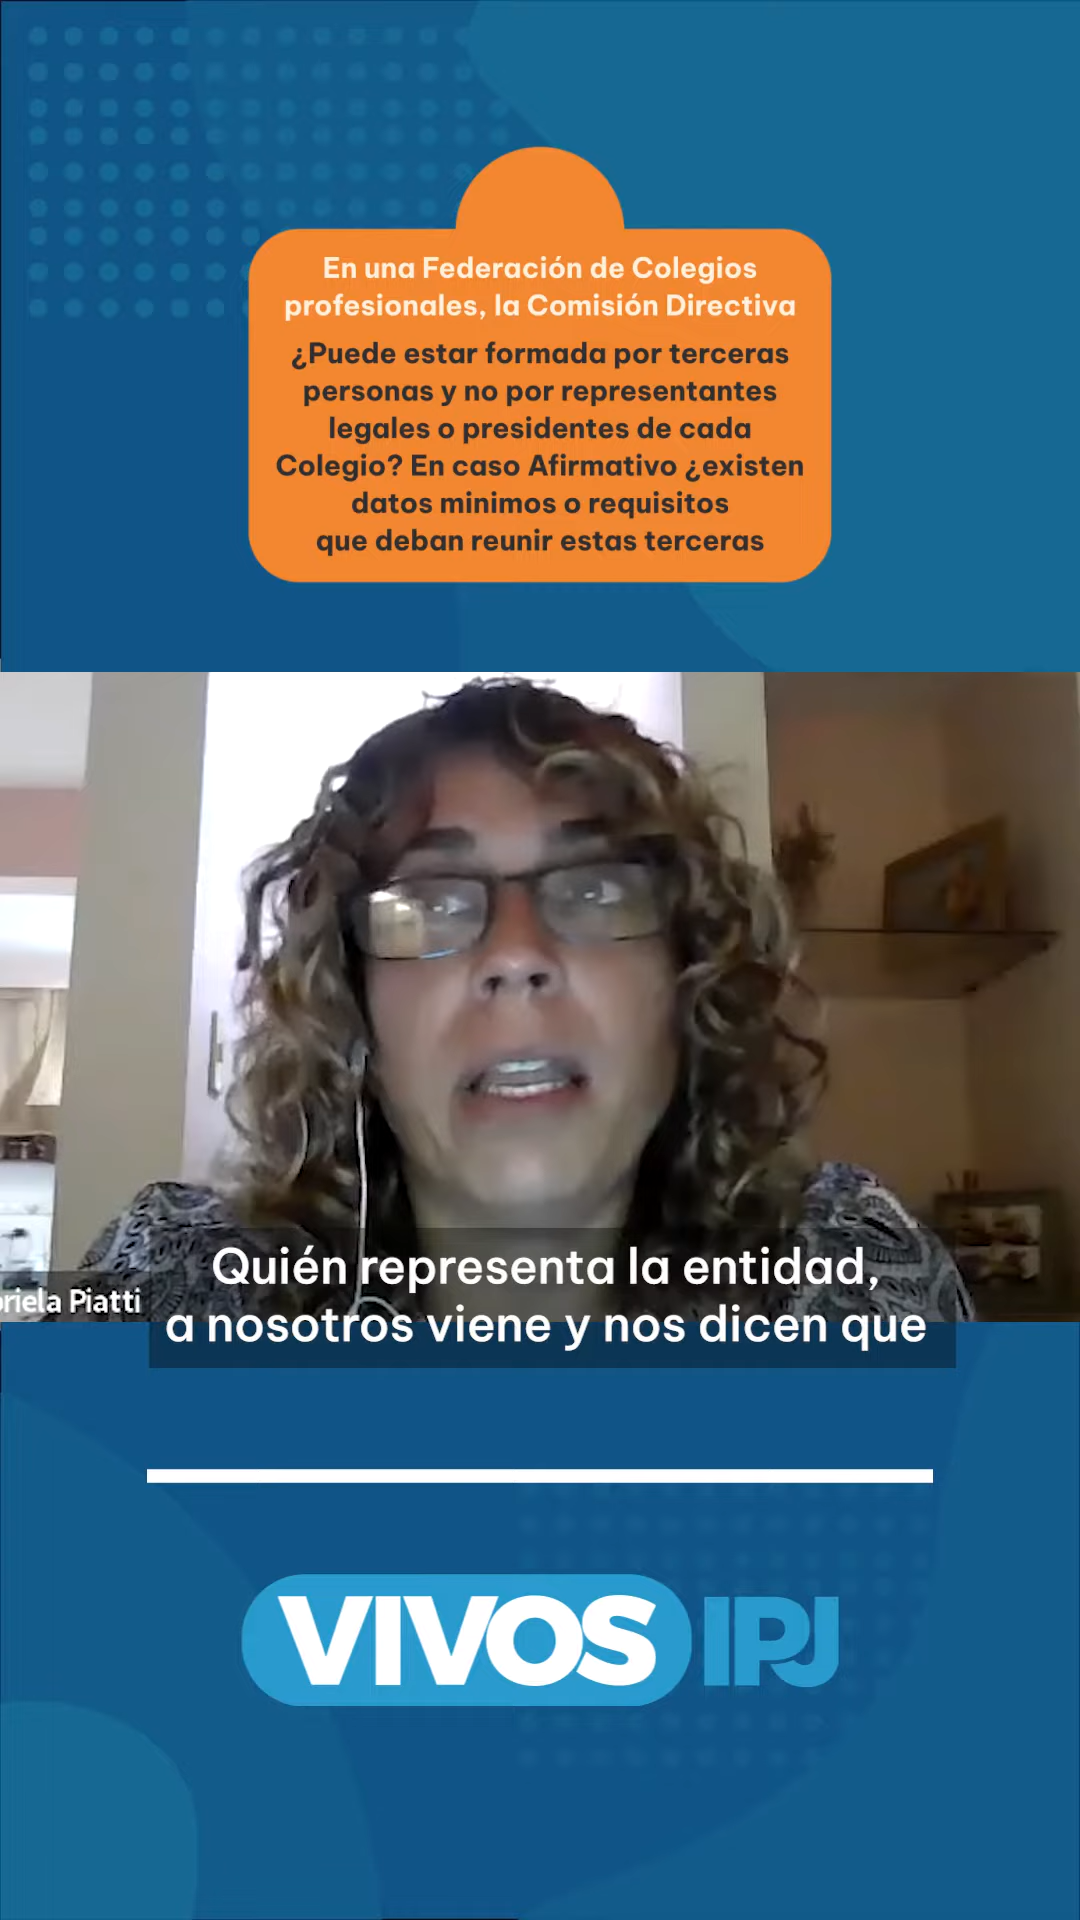 En una Federación de Colegios
profesionales, la Comisión Directiva
¿Puede estar formada por terceras
personas y no por representantes
legales o presidentes de cada
Colegio? En caso Afirmativo ¿existen
datos minimos o requisitos
que deban reunir estas terceras
Quién representa la entidad,
riela Piatti
a nosotros viene y nos dicen que
VIVOS IPJ